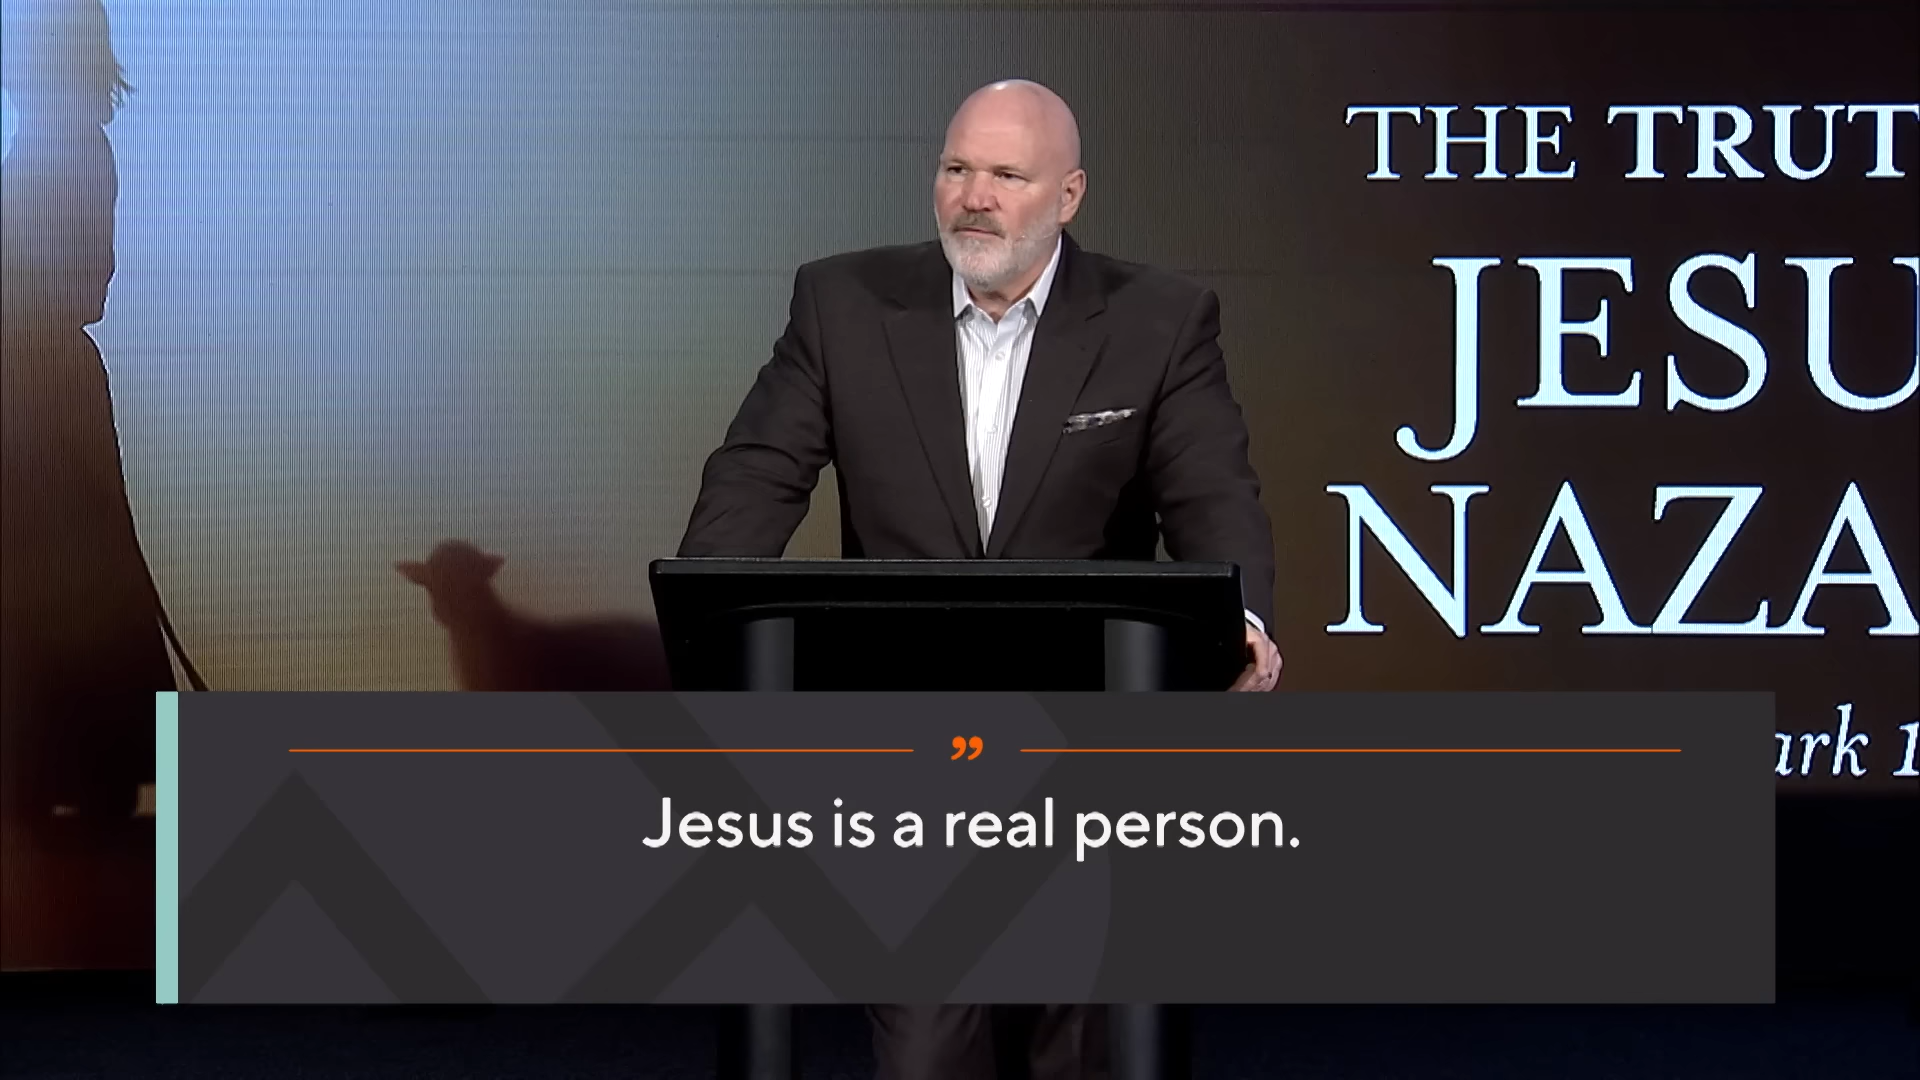 THE TRUT
JESU
NAZA
ark 1
”
Jesus is a real person.